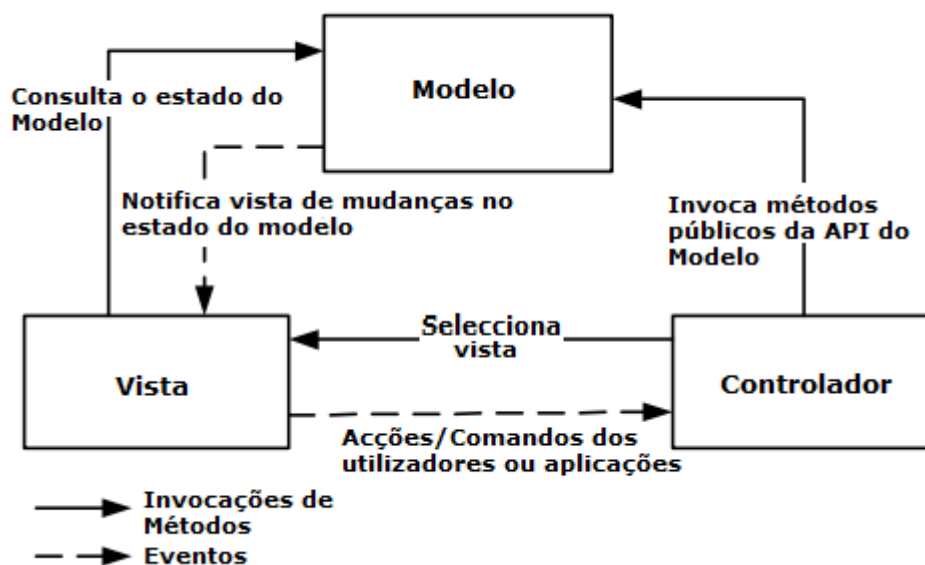 Modelo
Consulta o estado do
Modelo
Notifica vista de mudanças no
estado do modelo
Invoca métodos
públicos da API do
Modelo
Selecciona
vista
Vista
Controlador
Acções/Comandos dos
utilizadores ou aplicações
Invocações de
Métodos
Eventos